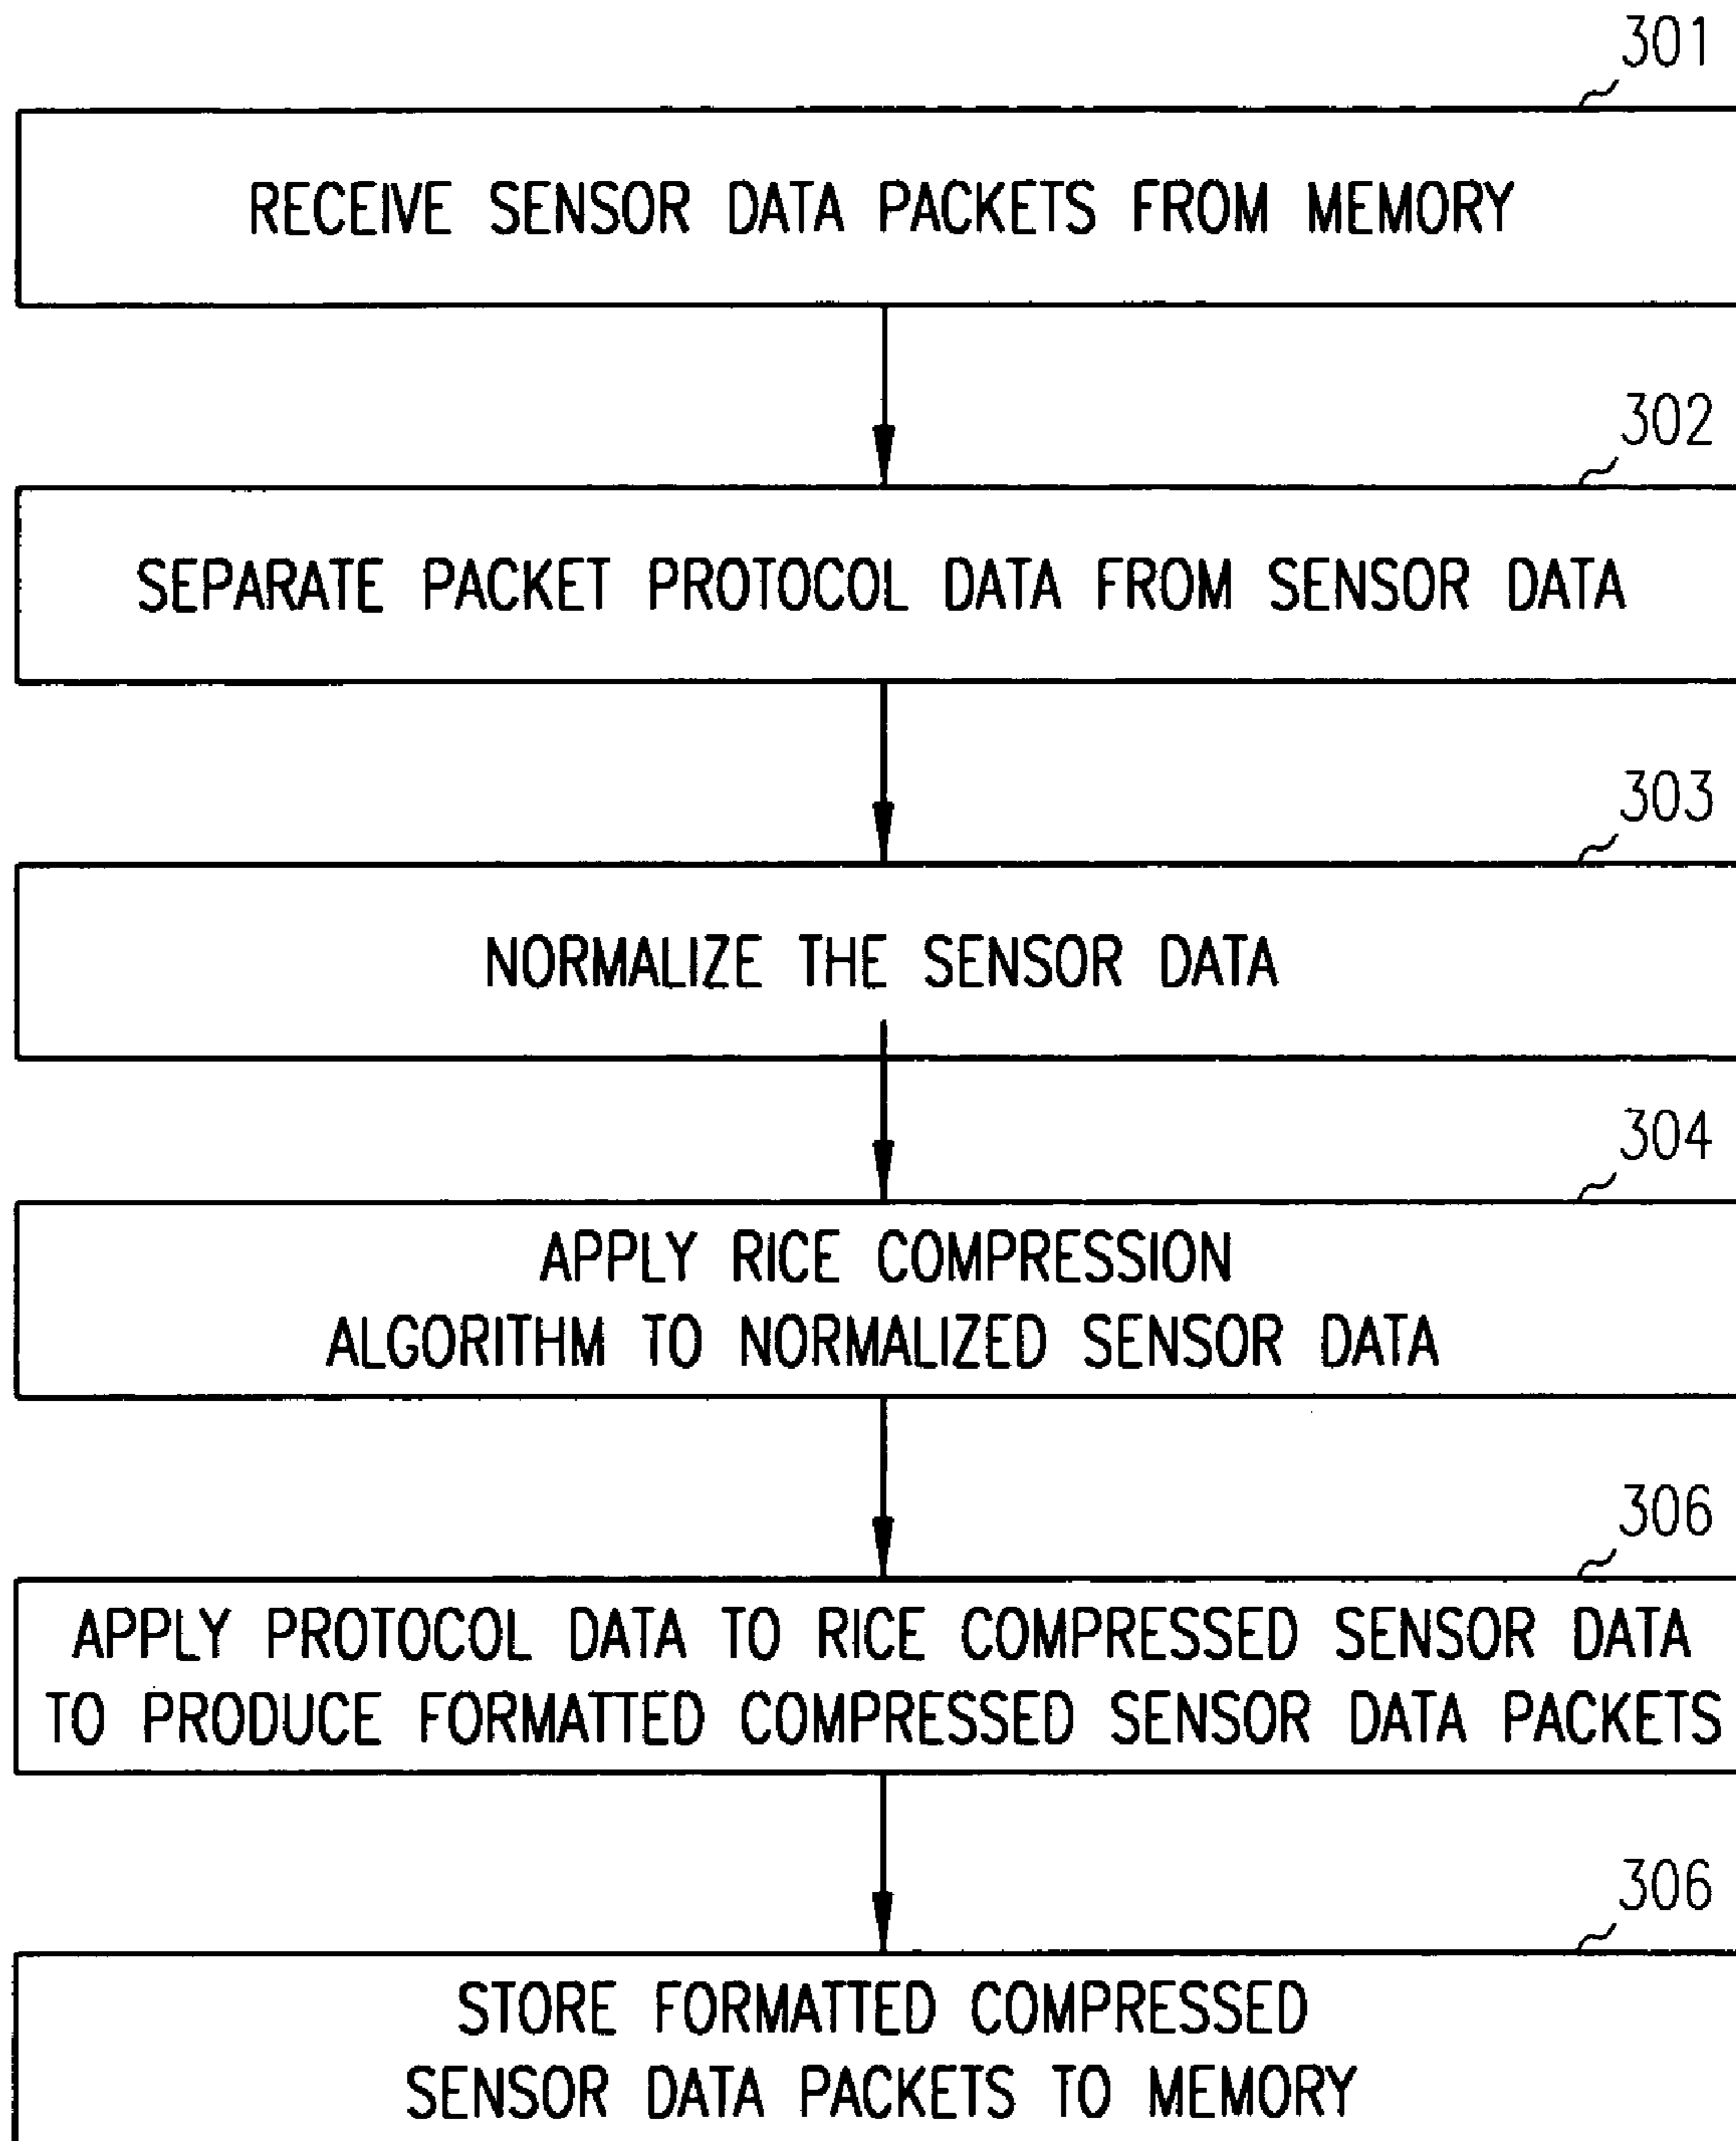 301
RECEIVE SENSOR DATA PACKETS FROM MEMORY
302
SEPARATE PACKET PROTOCOL DATA FROM SENSOR DATA
303
NORMALIZE THE SENSOR DATA
304
APPLY RICE COMPRESSION
ALGORITHM TO NORMALIZED SENSOR DATA
306
APPLY PROTOCOL DATA TO RICE COMPRESSED SENSOR DATA
TO PRODUCE FORMATTED COMPRESSED SENSOR DATA PACKETS
306
STORE FORMATTED COMPRESSED
SENSOR DATA PACKETS TO MEMORY